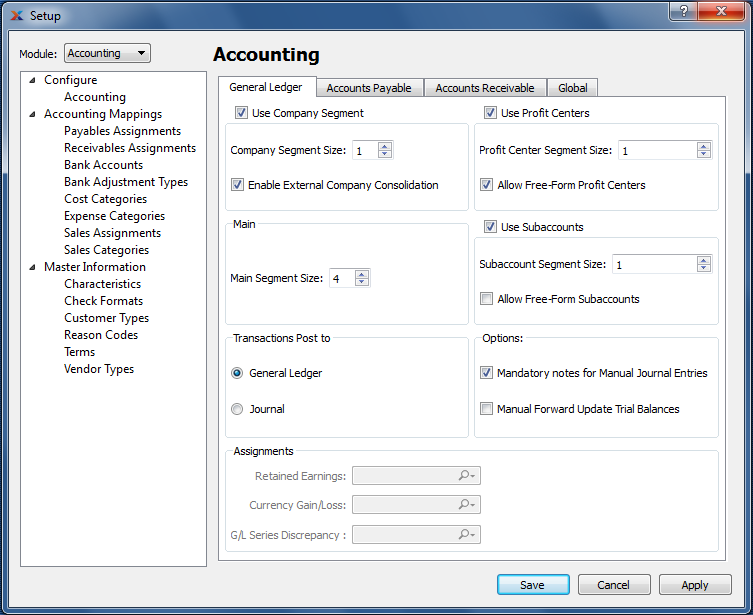 Setup
Module: Accounting
Accounting
Configure
Accounting
Accounting Mappings
Payables Assignments
Receivables Assignments
Bank Accounts
Bank Adjustment Types
Cost Categories
Expense Categories
Sales Assignments
Sales Categories
Master Information
Characteristics
Check Formats
Customer Types
Reason Codes
Terms
Vendor Types
General Ledger Accounts Payable Accounts Receivable Global
Use Company Segment
Company Segment Size: 1
Enable External Company Consolidation
Use Profit Centers
Profit Center Segment Size: 1
Allow Free-Form Profit Centers
Main
Main Segment Size: 4
Use Subaccounts
Subaccount Segment Size: 1
Allow Free-Form Subaccounts
Transactions Post to
General Ledger
Journal
Options:
Mandatory notes for Manual Journal Entries
Manual Forward Update Trial Balances
Assignments
Retained Earnings:
Currency Gain/Loss:
G/L Series Discrepancy :
Save Cancel Apply